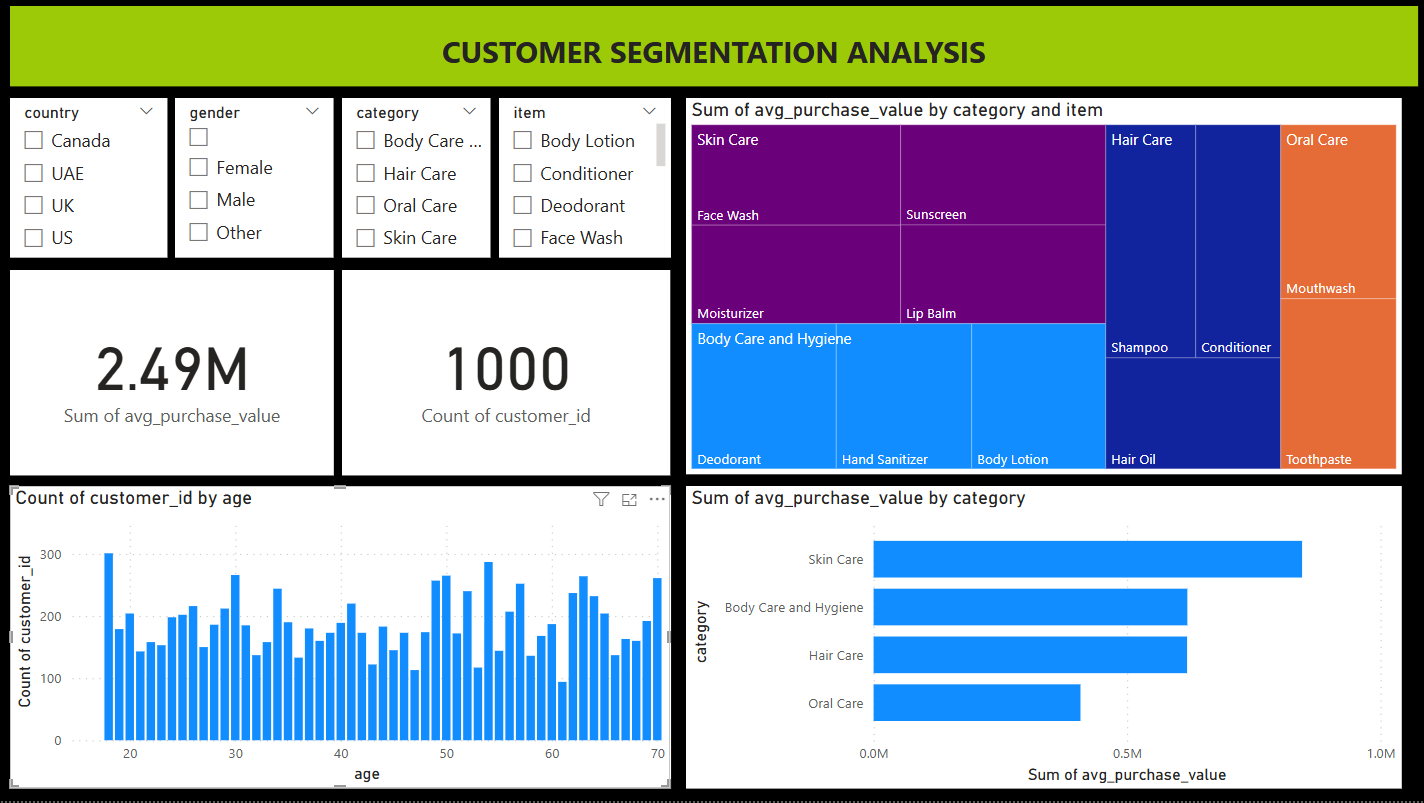 CUSTOMER SEGMENTATION ANALYSIS
country
Canada
UAE
UK
US
gender
Female
Male
Other
category
Body Care ...
Hair Care
Oral Care
Skin Care
item
Body Lotion
Conditioner
Deodorant
Face Wash
2.49M
Sum of avg_purchase_value
1000
Count of customer_id
Sum of avg_purchase_value by category and item
Skin Care
Face Wash
Sunscreen
Moisturizer
Lip Balm
Body Care and Hygiene
Deodorant
Hand Sanitizer
Body Lotion
Hair Care
Shampoo
Conditioner
Hair Oil
Oral Care
Mouthwash
Toothpaste
Count of customer_id by age
Count of customer_id
300
200
100
0
20 30 40 50 60 70
age
Sum of avg_purchase_value by category
category
Skin Care
Body Care and Hygiene
Hair Care
Oral Care
0.0M 0.5M 1.0M
Sum of avg_purchase_value